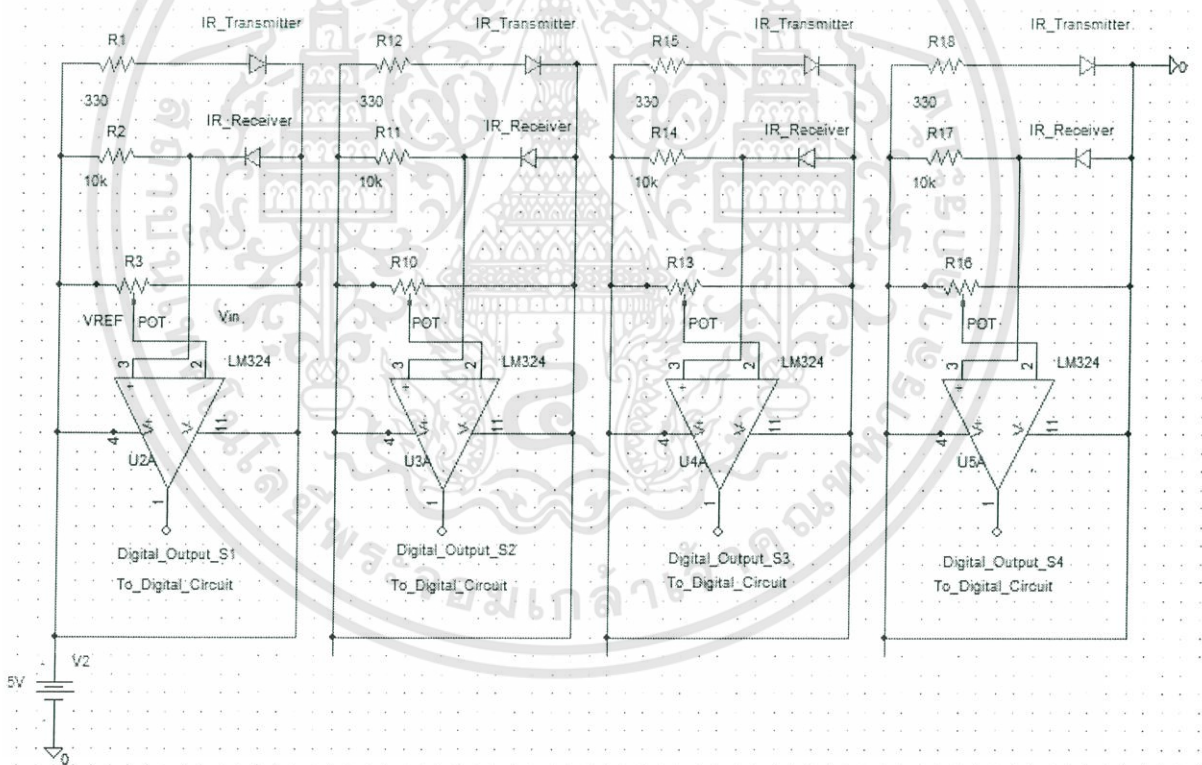 IR_Transmitter
IR_Transmitter
IR_Transmitter
IR_Transmitter
R1
R12
R15
R18
330
330
330
330
IR_Receiver
IR_Receiver
IR_Receiver
IR_Receiver
R2
R11
R14
R17
10k
10k
10k
10k
R3
R10
R13
R16
VREF
POT
Vin
POT
POT
POT
3
2
LM324
3
2
LM324
3
2
LM324
3
2
LM324
+
+
+
+
4
V+
V-
11
4
V+
V-
11
4
V+
V-
11
4
V+
V-
11
U2A
U3A
U4A
U5A
1
1
1
1
Digital_Output_S1
Digital_Output_S2
Digital_Output_S3
Digital_Output_S4
To_Digital_Circuit
To_Digital_Circuit
To_Digital_Circuit
To_Digital_Circuit
V2
5V
0
0